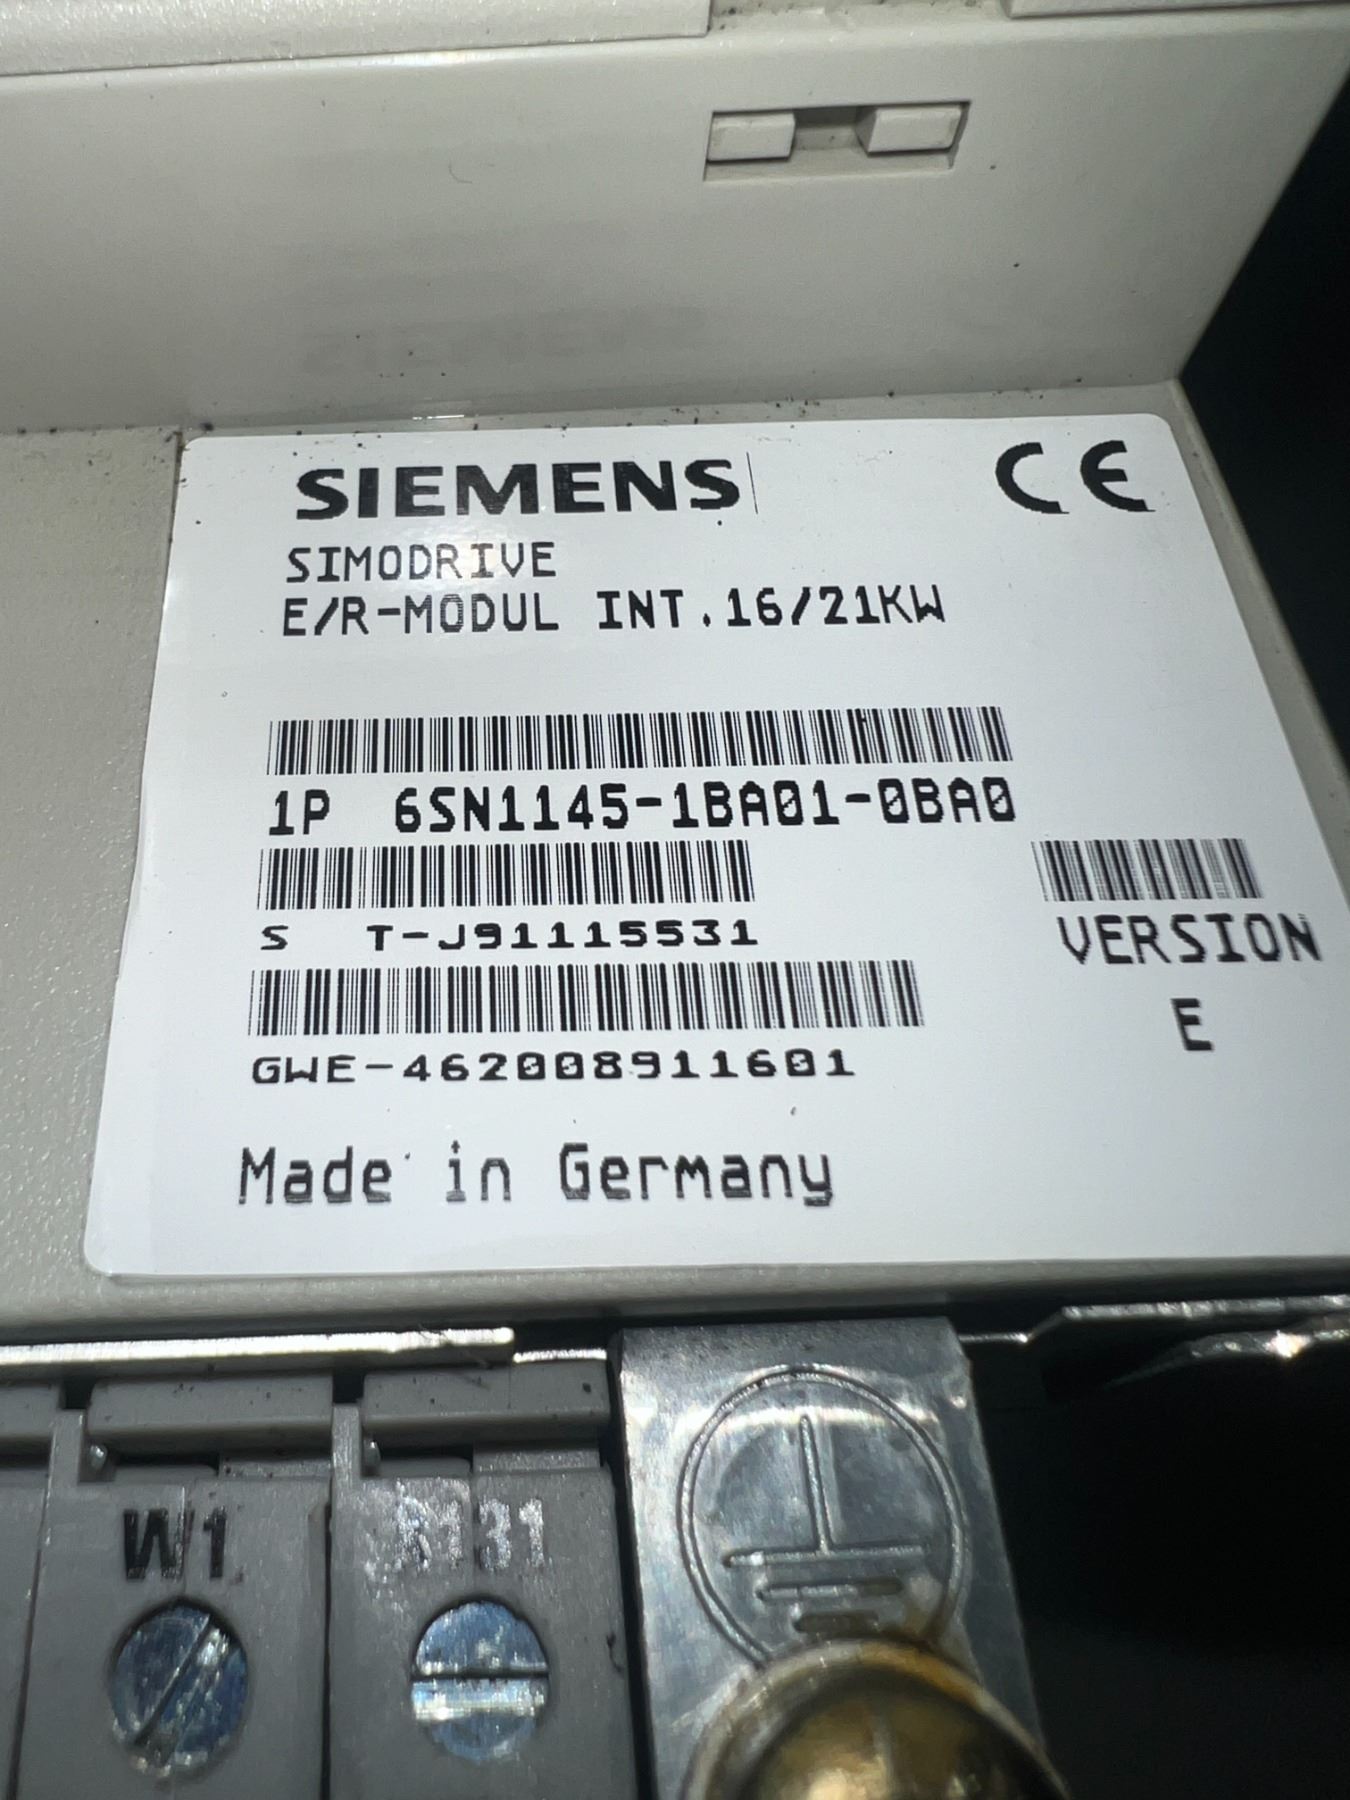 SIEMENS
CE
SIMODRIVE
E/R-MODUL INT.16/21KW
1P 6SN1145-1BA01-0BA0
S T-J91115531
VERSION
E
GWE-462008911601
Made in Germany
W1
R131